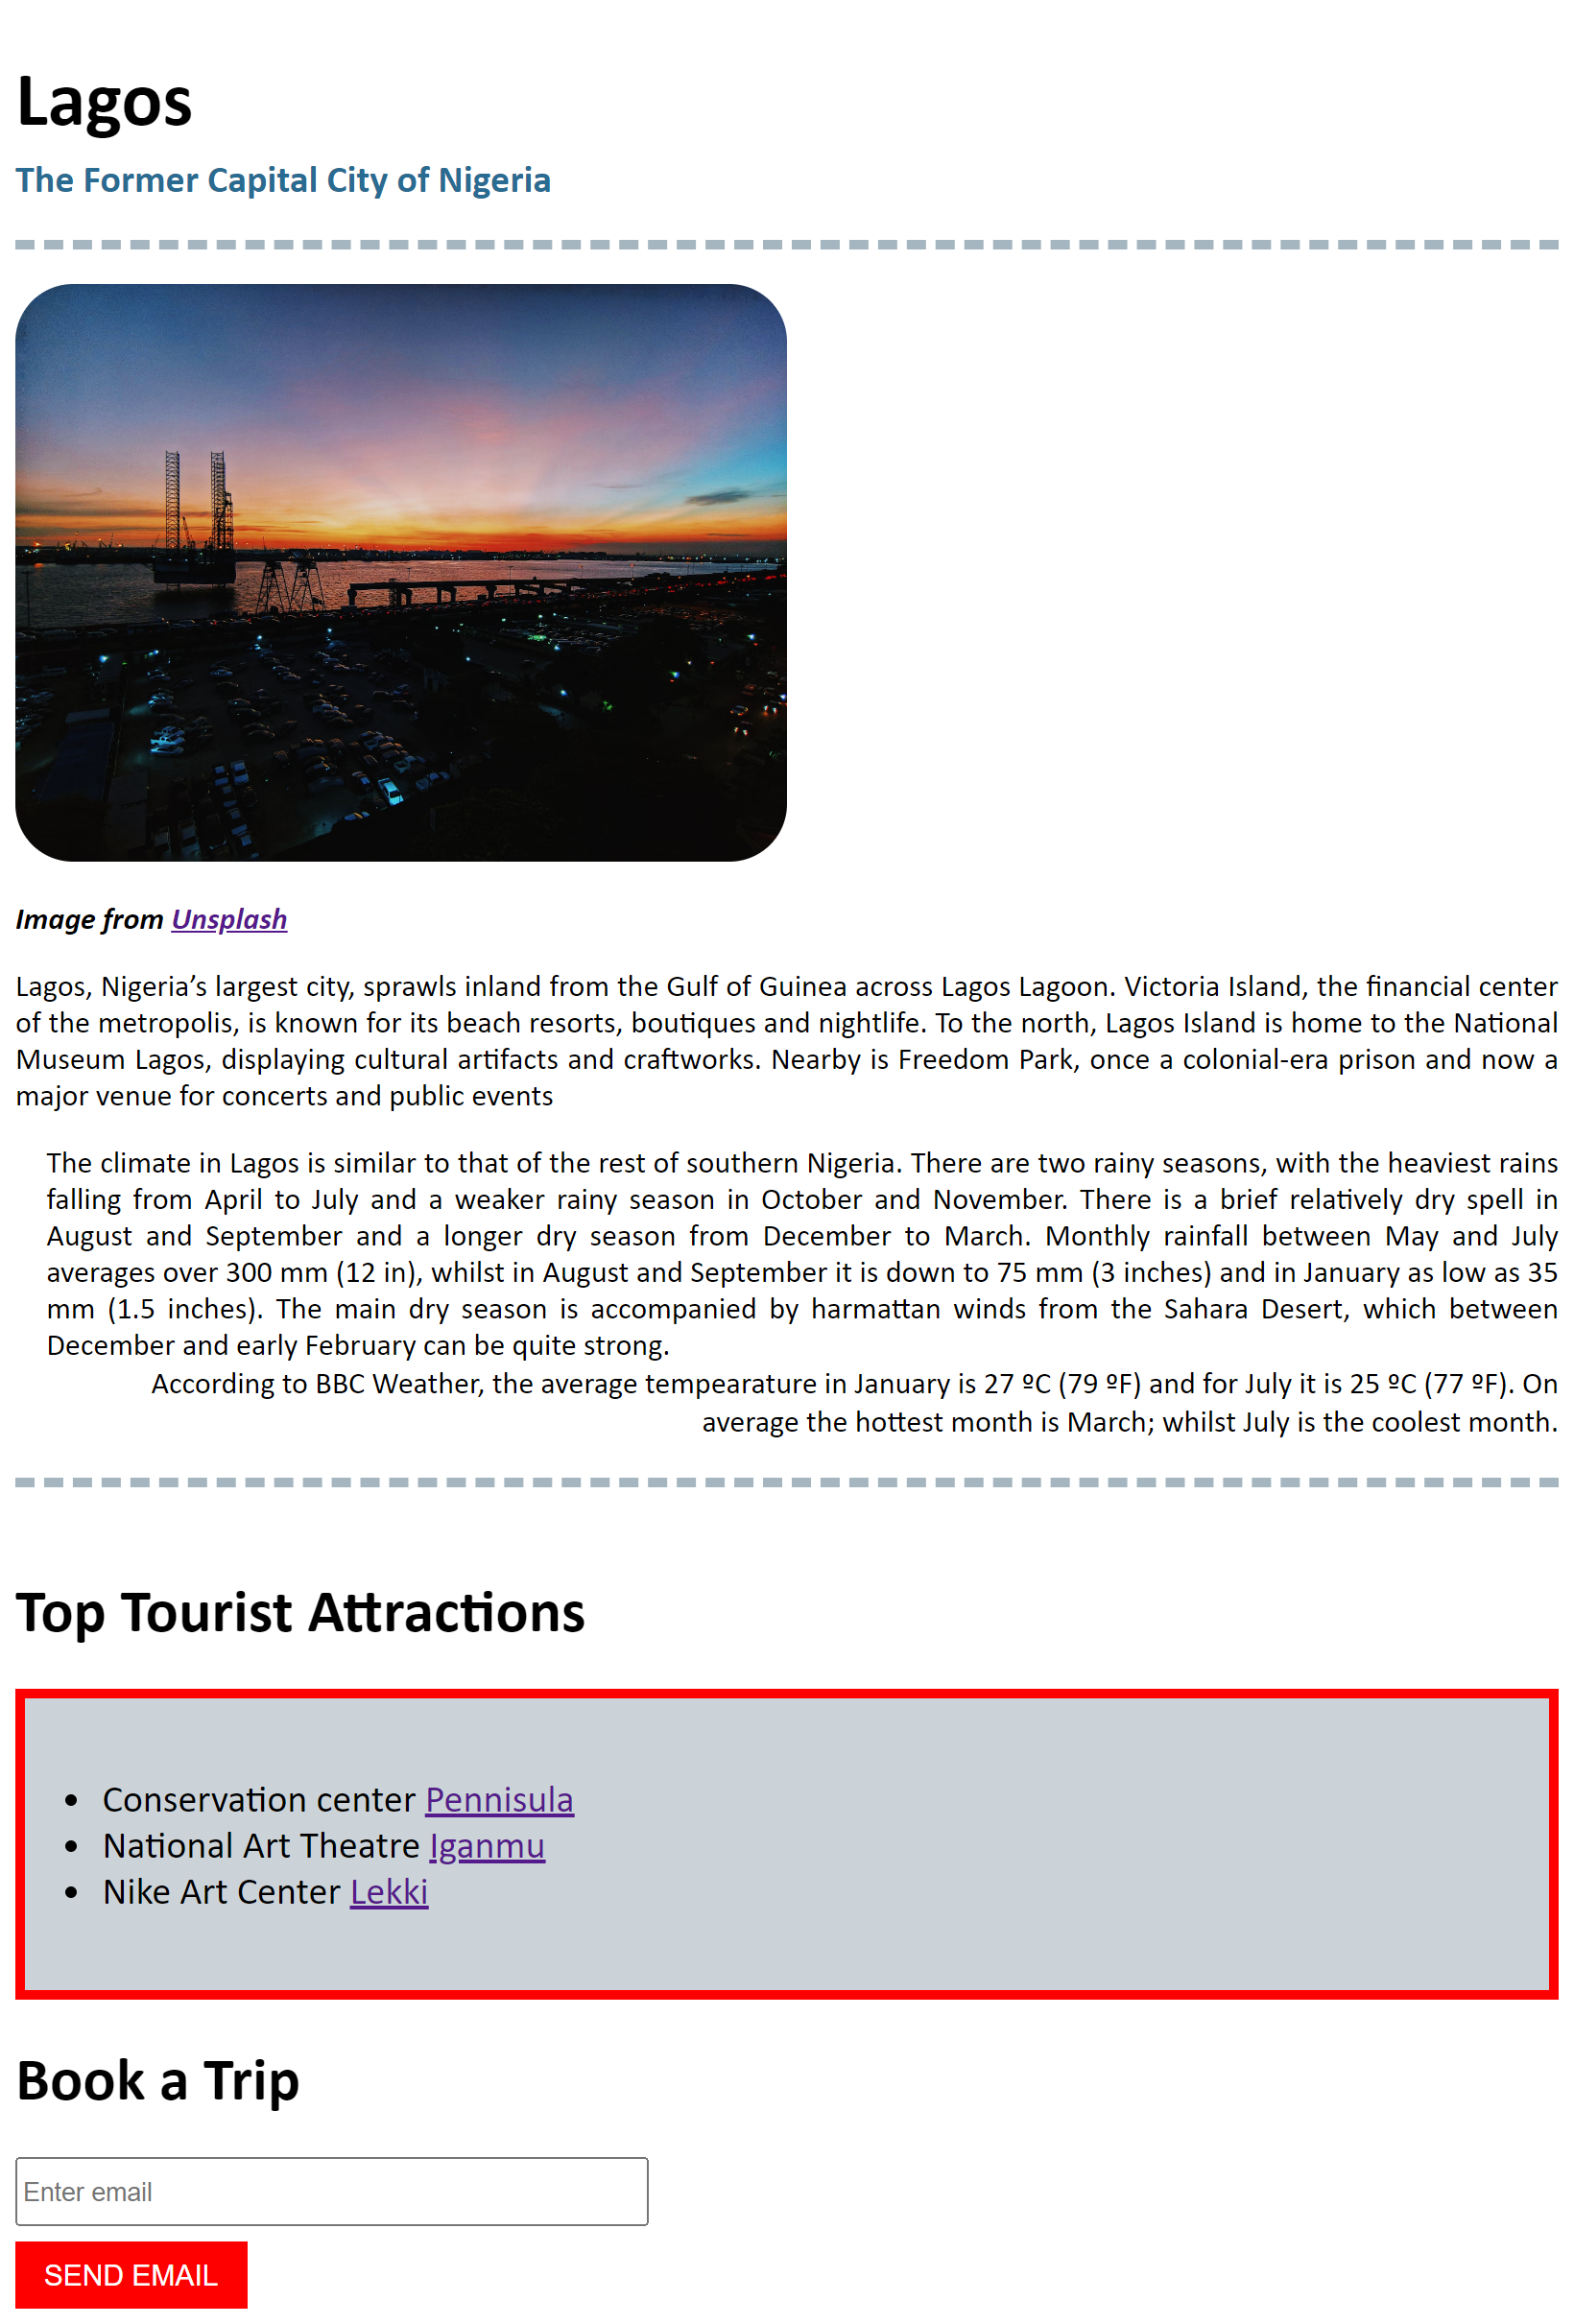 Lagos
The Former Capital City of Nigeria
Image from Unsplash
Lagos, Nigeria’s largest city, sprawls inland from the Gulf of Guinea across Lagos Lagoon. Victoria Island, the financial center
of the metropolis, is known for its beach resorts, boutiques and nightlife. To the north, Lagos Island is home to the National
Museum Lagos, displaying cultural artifacts and craftworks. Nearby is Freedom Park, once a colonial-era prison and now a
major venue for concerts and public events
The climate in Lagos is similar to that of the rest of southern Nigeria. There are two rainy seasons, with the heaviest rains
falling from April to July and a weaker rainy season in October and November. There is a brief relatively dry spell in
August and September and a longer dry season from December to March. Monthly rainfall between May and July
averages over 300 mm (12 in), whilst in August and September it is down to 75 mm (3 inches) and in January as low as 35
mm (1.5 inches). The main dry season is accompanied by harmattan winds from the Sahara Desert, which between
December and early February can be quite strong.
According to BBC Weather, the average tempearature in January is 27 ºC (79 ºF) and for July it is 25 ºC (77 ºF). On
average the hottest month is March; whilst July is the coolest month.
Top Tourist Attractions
• Conservation center Pennisula
• National Art Theatre Iganmu
• Nike Art Center Lekki
Book a Trip
Enter email
SEND EMAIL